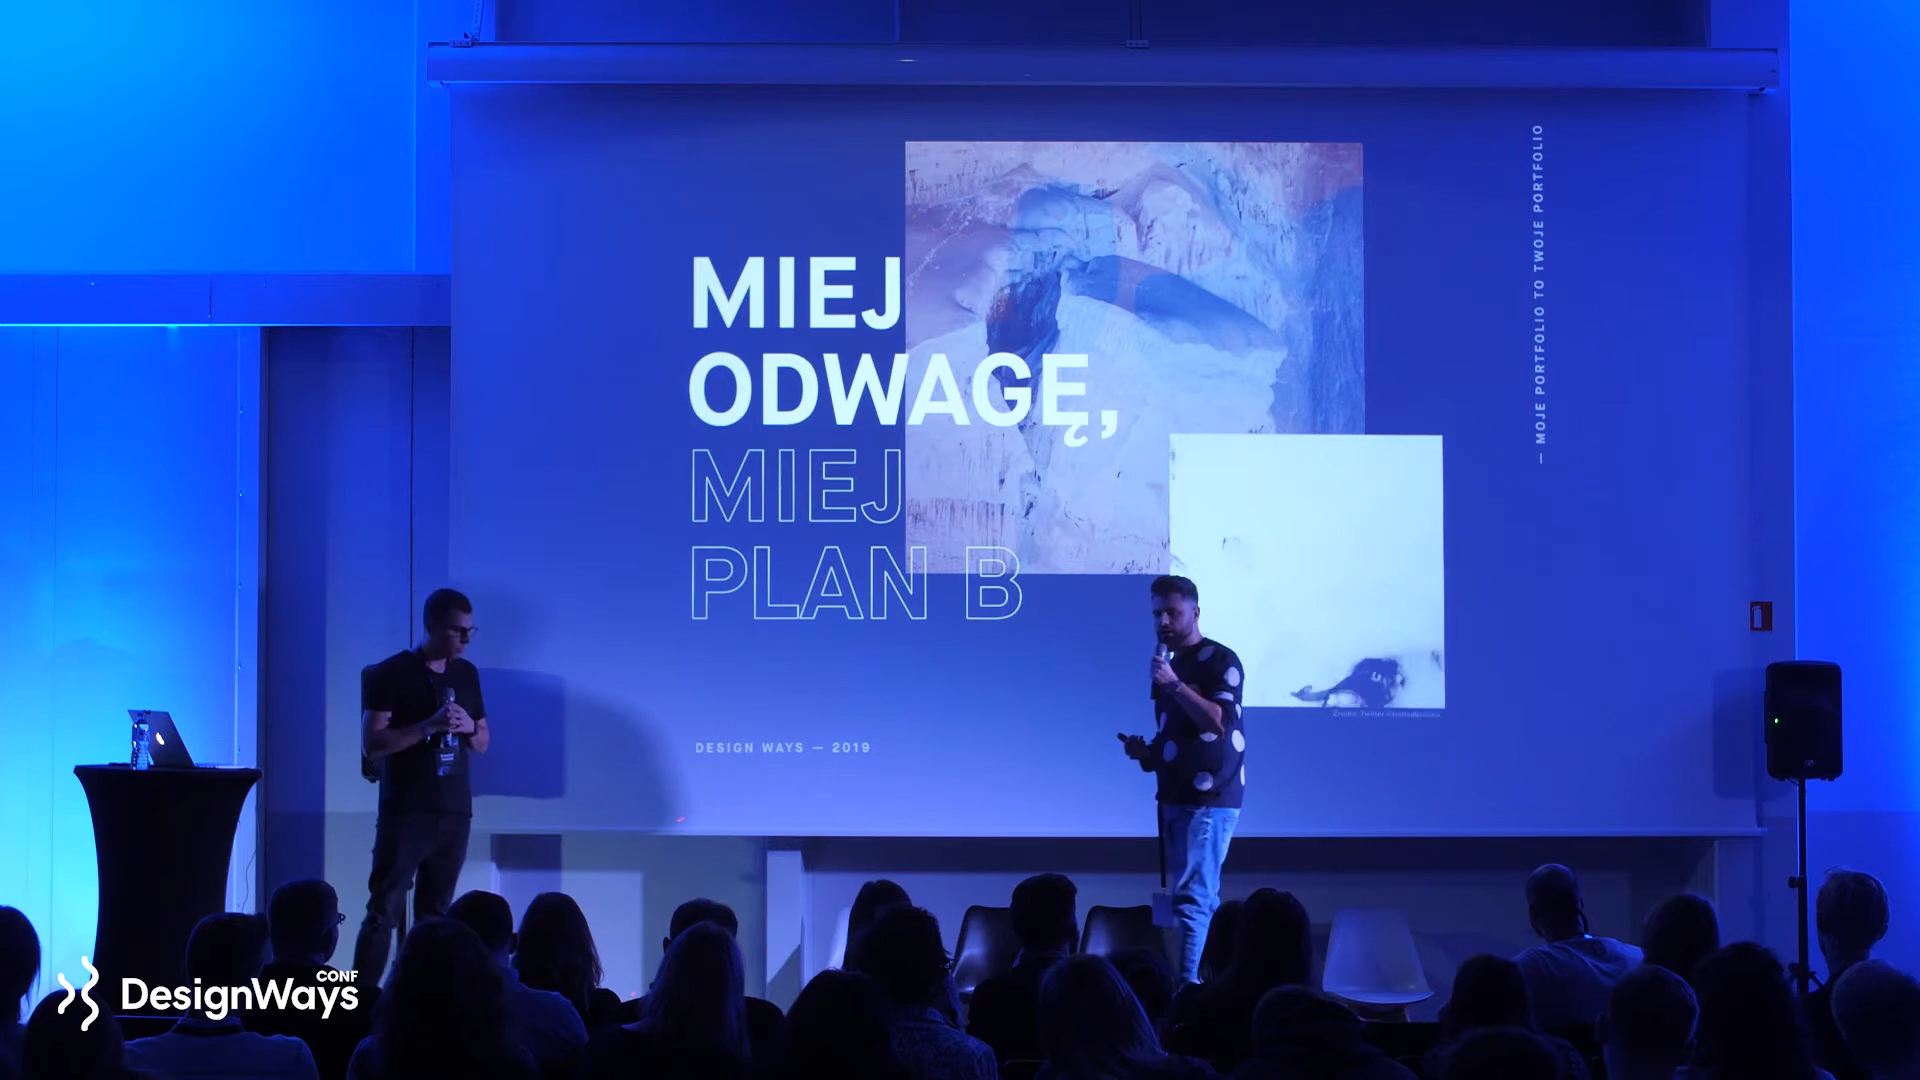 MIEJ
ODWAGĘ,
MIEJ
PLAN B
— MOJE PORTFOLIO TO TWOJE PORTFOLIO
DESIGN WAYS — 2019
DesignWays CONF